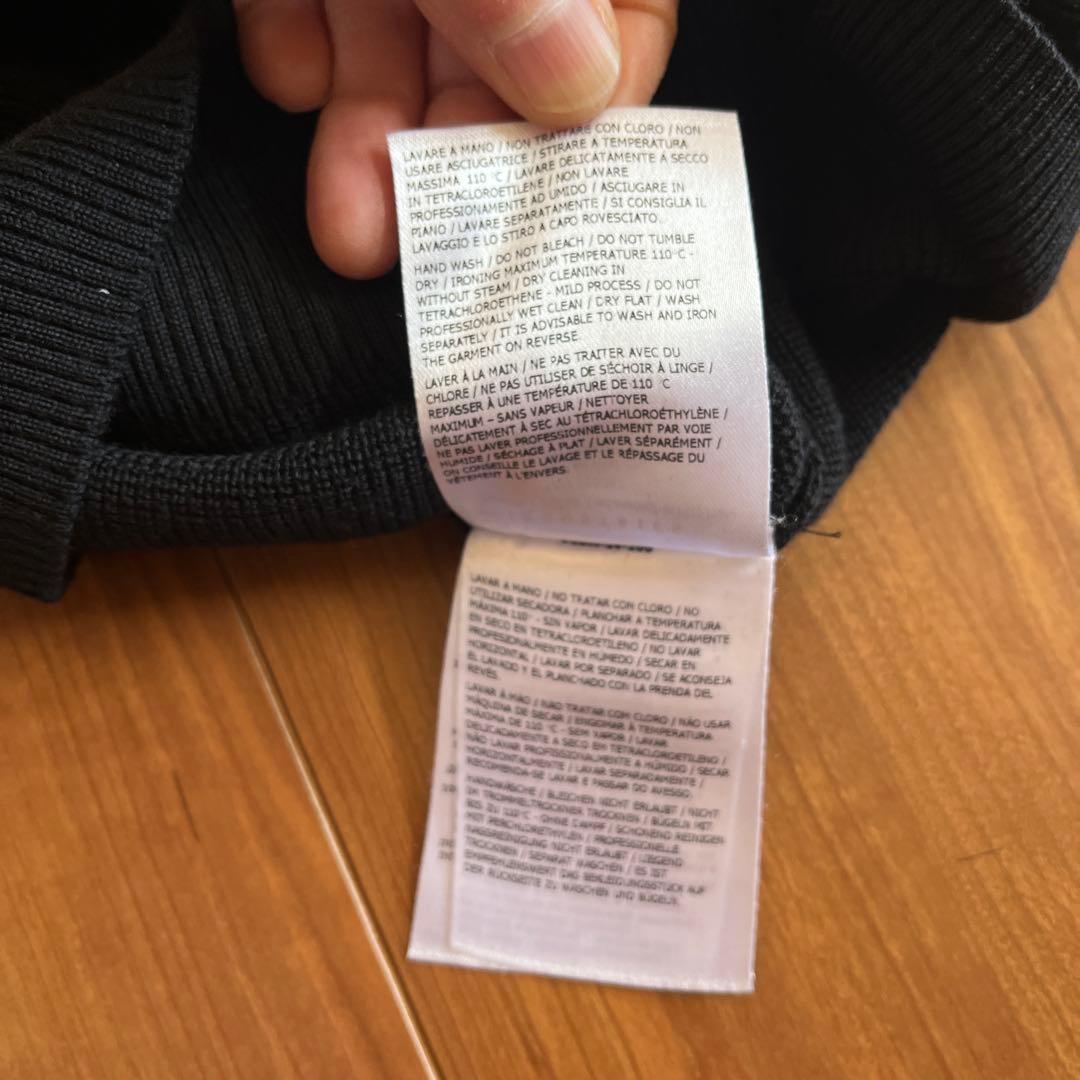 LAVARE A MANO / NON TRATTARE CON CLORO / NON
USARE ASCIUGATRICE / STIRARE A TEMPERATURA
MASSIMA 110 °C / LAVARE DELICATAMENTE A SECCO
IN TETRACLOROETILENE / NON LAVARE
PROFESSIONAMENTE AD UMIDO / ASCIUGARE IN
PIANO / LAVARE SEPARATAMENTE / SI CONSIGLIA IL
LAVAGGIO E LO STIRO A CAPO ROVESCIATO.
HAND WASH / DO NOT BLEACH / DO NOT TUMBLE
DRY / IRONING MAXIMUM TEMPERATURE 110°C -
WITHOUT STEAM / DRY CLEANING IN
TETRACHLOROETHENE - MILD PROCESS / DO NOT
PROFESSIONALLY WET CLEAN / DRY FLAT / WASH
SEPARATELY / IT IS ADVISABLE TO WASH AND IRON
THE GARMENT ON REVERSE.
LAVER À LA MAIN / NE PAS TRAITER AVEC DU
CHLORE / NE PAS UTILISER DE SÉCHOIR À LINGE /
REPASSER À UNE TEMPÉRATURE DE 110 °C
MAXIMUM – SANS VAPEUR / NETTOYER
DÉLICATEMENT À SEC AU TÉTRACHLOROÉTHYLÈNE /
NE PAS LAVER PROFESSIONNELLEMENT PAR VOIE
HUMIDE / SÉCHAGE À PLAT / LAVER SÉPARÉMENT /
ON CONSEILLE LE LAVAGE ET LE RÉPASSAGE DU
VÊTEMENT À L'ENVERS.
LAVAR A MANO / NO TRATAR CON CLORO / NO
UTILIZAR SECADORA / PLANCHAR A TEMPERATURA
MÁXIMA 110° - SIN VAPOR / LAVAR DELICADAMENTE
EN SECO EN TETRACLOROETILENO / NO LAVAR
PROFESIONALMENTE EN HÚMEDO / SECAR EN
HORIZONTAL / LAVAR POR SEPARADO / SE ACONSEJA
EL LAVADO Y EL PLANCHADO CON LA PRENDA DEL
REVÉS.
LAVAR À MÃO / NÃO TRATAR COM CLORO / NÃO USAR
MÁQUINA DE SECAR / ENGOMAR À TEMPERATURA
MÁXIMA DE 110 °C - SEM VAPOR / LAVAR
DELICADAMENTE A SECO EM TETRACLOROETILENO /
NÃO LAVAR PROFISSIONALMENTE A HÚMIDO / SECAR
HORIZONTALMENTE / LAVAR SEPARADAMENTE /
RECOMENDA-SE LAVAR E PASSAR DO AVESSO.
HANDWÄSCHE / BLEICHEN NICHT ERLAUBT / NICHT
IM TROMMELTROCKNER TROCKNEN / BÜGELN MIT
BIS ZU 110°C - OHNE DAMPF / SCHONEND REINIGEN
MIT PERCHLORETHYLEN / PROFESSIONELLE
NASSREINIGUNG NICHT ERLAUBT / LIEGEND
TROCKNEN / SEPARAT WASCHEN / ES IST
EMPFEHLENSWERT DAS BEKLEIDUNGSSTÜCK AUF
DER RÜCKSEITE ZU WASCHEN UND BÜGELN.